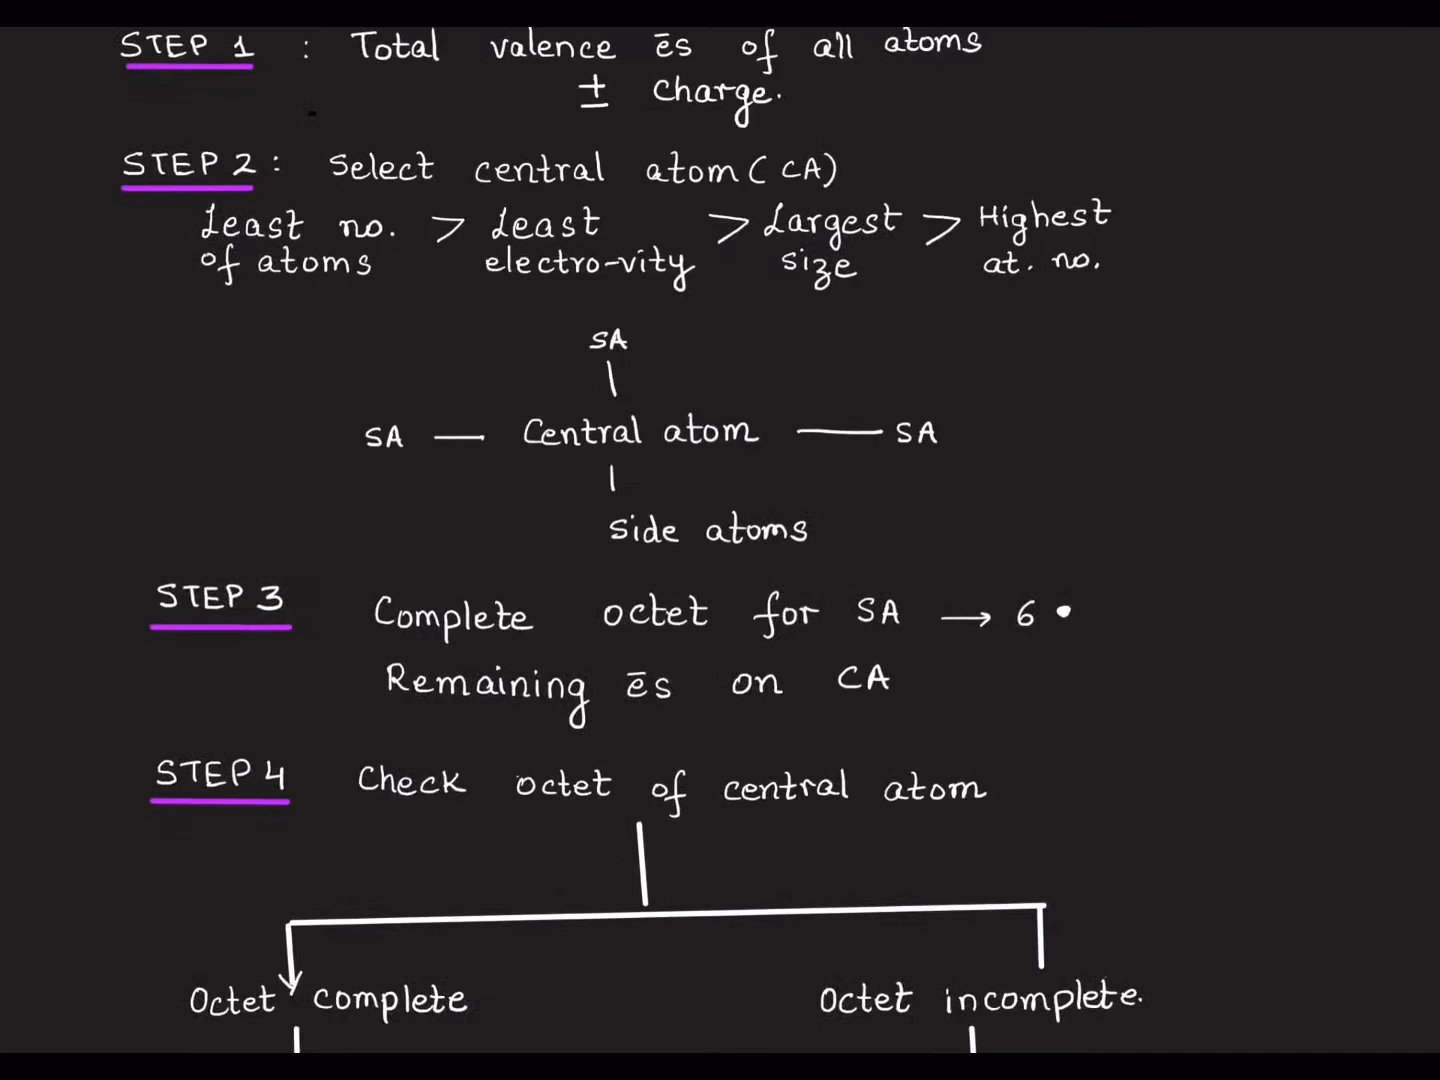 STEP 1 : Total valence ēs of all atoms
± charge.
STEP 2 : Select central atom (CA)
Least no. > Least > Largest > Highest
of atoms electro-vity size at. no.
SA
SA — Central atom — SA
Side atoms
STEP 3 Complete octet for SA → 6 •
Remaining ēs on CA
STEP 4 Check octet of central atom
Octet complete Octet incomplete.